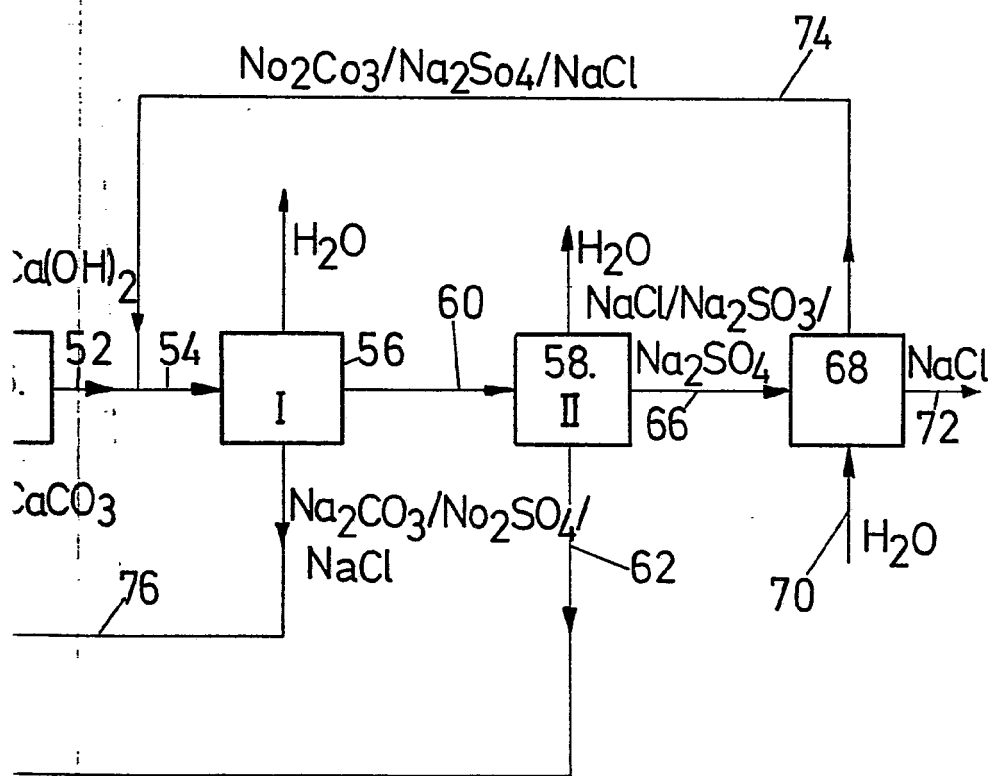 74
No2Co3/Na2So4/NaCl
H2O
H2O
Ca(OH)2
60
NaCl/Na2SO3/
52
54
56
58.
Na2SO4
68
NaCl
I
II
66
72
CaCO3
Na2CO3/No2SO4/
NaCl
62
H2O
76
70